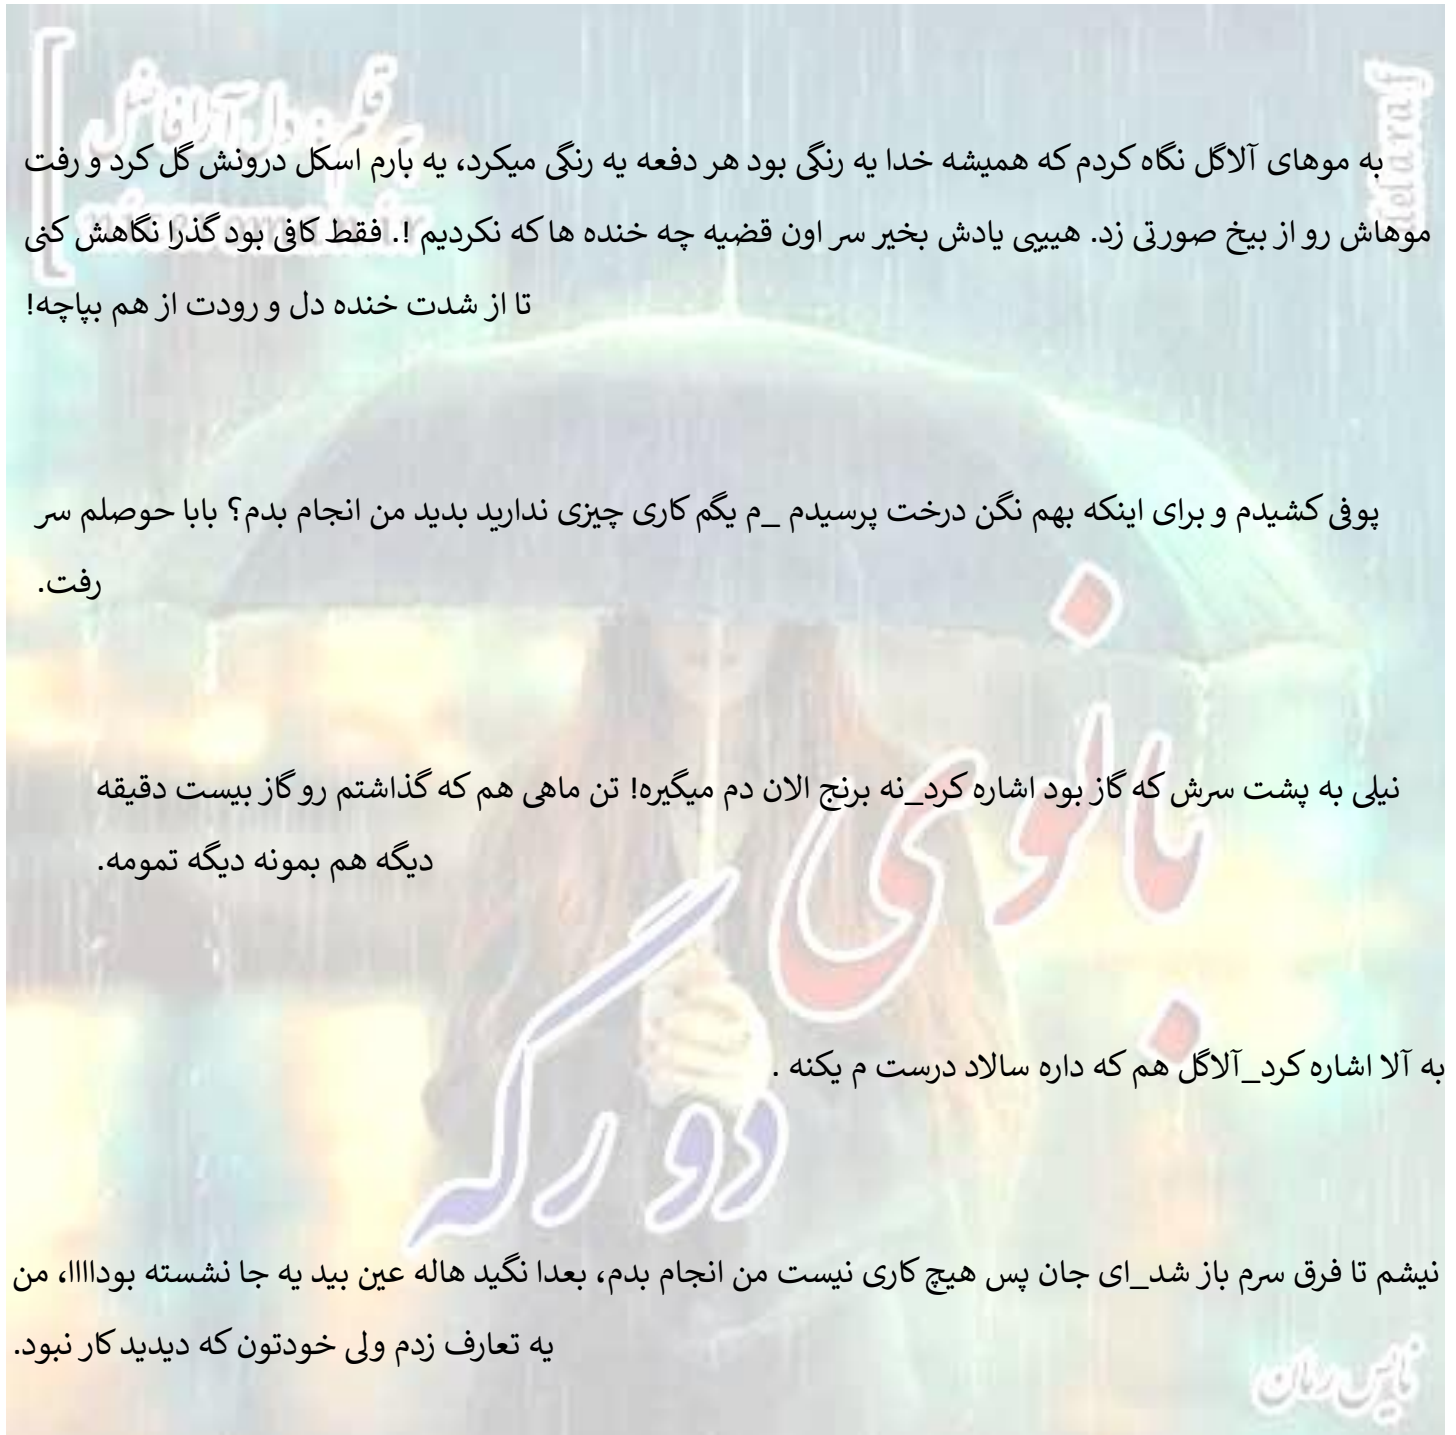 به موهای آلاگل نگاه کردم که همیشه خدا یه رنگی بود هر دفعه یه رنگی میکرد، یه بارم اسکل درونش گل کرد و رفت
موهاش رو از بیخ صورتی زد. هییی یادش بخیر سر اون قضیه چه خنده ها که نکردیم !. فقط کافی بود گذرا نگاهش کنی
تا از شدت خنده دل و رودت از هم بپاچه!
پوفی کشیدم و برای اینکه بهم نگن درخت پرسیدم _م یگم کاری چیزی ندارید بدید من انجام بدم؟ بابا حوصلم سر
رفت.
نیلی به پشت سرش که گاز بود اشاره کرد_نه برنج الان دم میگیره! تن ماهی هم که گذاشتم رو گاز بیست دقیقه
دیگه هم بمونه دیگه تمومه.
به آلا اشاره کرد_آلاگل هم که داره سالاد درست م یکنه .
نیشم تا فرق سرم باز شد_ای جان پس هیچ کاری نیست من انجام بدم، بعدا نگید هاله عین بید یه جا نشسته بوداااا، من
یه تعارف زدم ولی خودتون که دیدید کار نبود.
بانوی
دو رگه
نایس رمان